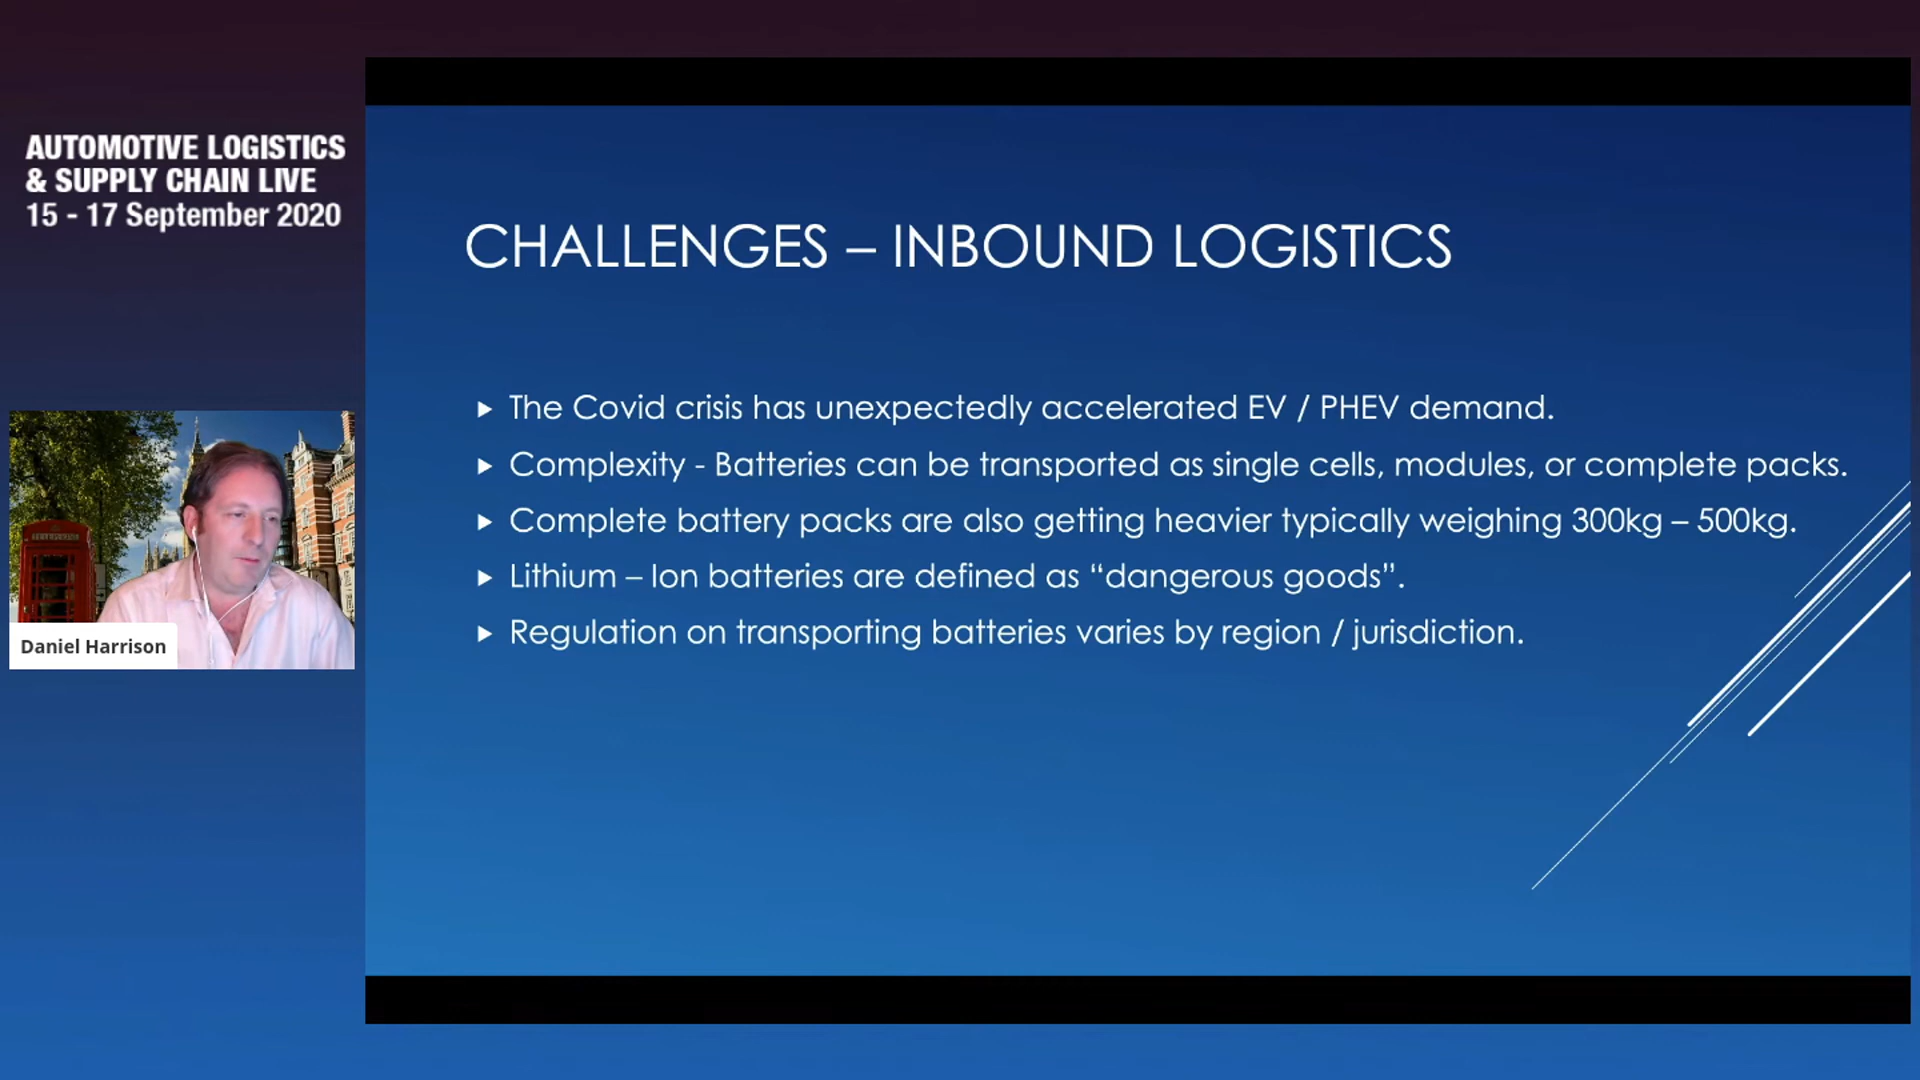 AUTOMOTIVE LOGISTICS
& SUPPLY CHAIN LIVE
15 - 17 September 2020
CHALLENGES – INBOUND LOGISTICS
The Covid crisis has unexpectedly accelerated EV / PHEV demand.
Complexity - Batteries can be transported as single cells, modules, or complete packs.
Complete battery packs are also getting heavier typically weighing 300kg – 500kg.
Lithium – Ion batteries are defined as “dangerous goods”.
Regulation on transporting batteries varies by region / jurisdiction.
Daniel Harrison